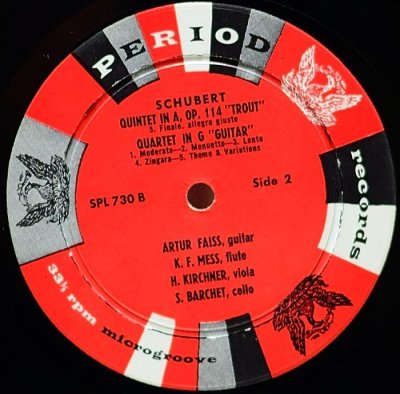 PERIOD
records
SCHUBERT
QUINTET IN A, OP. 114 "TROUT"
5. Finale, allegro giusto
QUARTET IN G "GUITAR"
1. Moderato—2. Menuetto—3. Lento
4. Zingara—5. Theme & Variations
SPL 730 B
Side 2
ARTUR FAISS, guitar
K. F. MESS, flute
H. KIRCHNER, viola
S. BARCHET, cello
33⅓ rpm microgroove